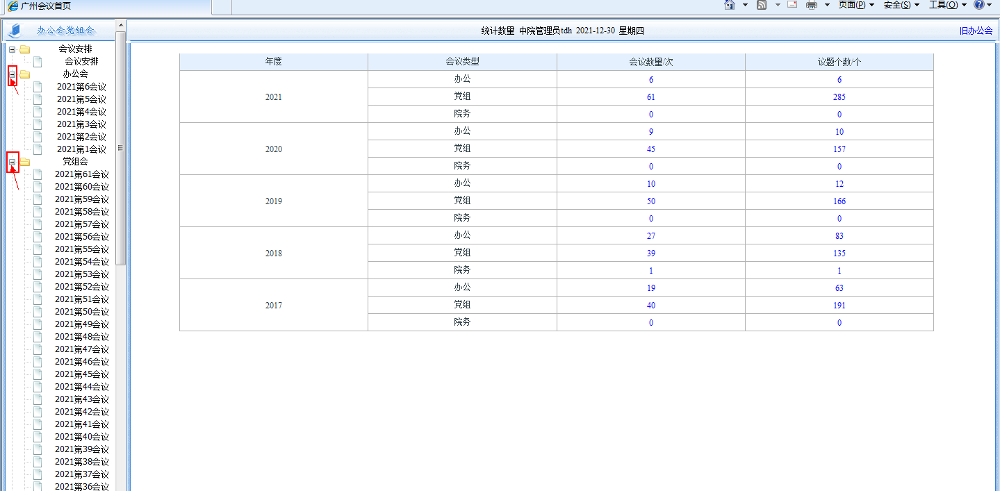 广州会议首页
页面(P) 安全(S) 工具(O)
办公会党组会
统计数量 中院管理员tdh 2021-12-30 星期四
旧办公会
会议安排
会议安排
办公会
2021第6会议
2021第5会议
2021第4会议
2021第3会议
2021第2会议
2021第1会议
党组会
2021第61会议
2021第60会议
2021第59会议
2021第58会议
2021第57会议
2021第56会议
2021第55会议
2021第54会议
2021第53会议
2021第52会议
2021第51会议
2021第50会议
2021第49会议
2021第48会议
2021第47会议
2021第46会议
2021第45会议
2021第44会议
2021第43会议
2021第42会议
2021第41会议
2021第40会议
2021第39会议
2021第38会议
2021第37会议
2021第36会议
年度 会议类型 会议数量/次 议题个数/个
办公 6 6
2021 党组 61 285
院务 0 0
办公 9 10
2020 党组 45 157
院务 0 0
办公 10 12
2019 党组 50 166
院务 0 0
办公 27 83
2018 党组 39 135
院务 1 1
办公 19 63
2017 党组 40 191
院务 0 0